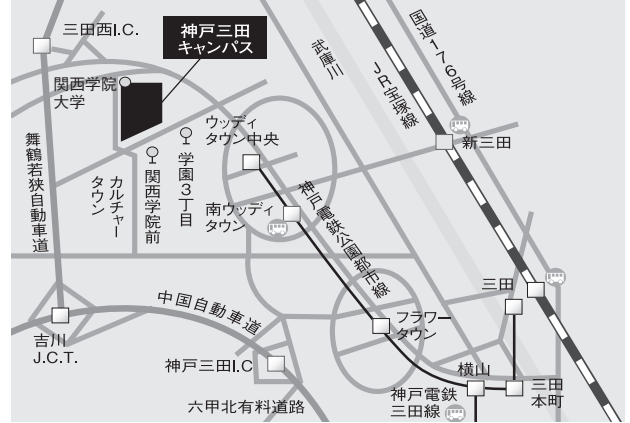 三田西I.C.
神戸三田
キャンパス
関西学院
大学
武庫川
JR宝塚線
国道176号線
新三田
ウッディ
タウン中央
学園3丁目
関西学院前
カルチャー
タウン
舞鶴若狭自動車道
南ウッディ
タウン
神戸電鉄公園都市線
三田
中国自動車道
フラワー
タウン
吉川
J.C.T.
神戸三田I.C
横山
三田
本町
神戸電鉄
三田線
六甲北有料道路